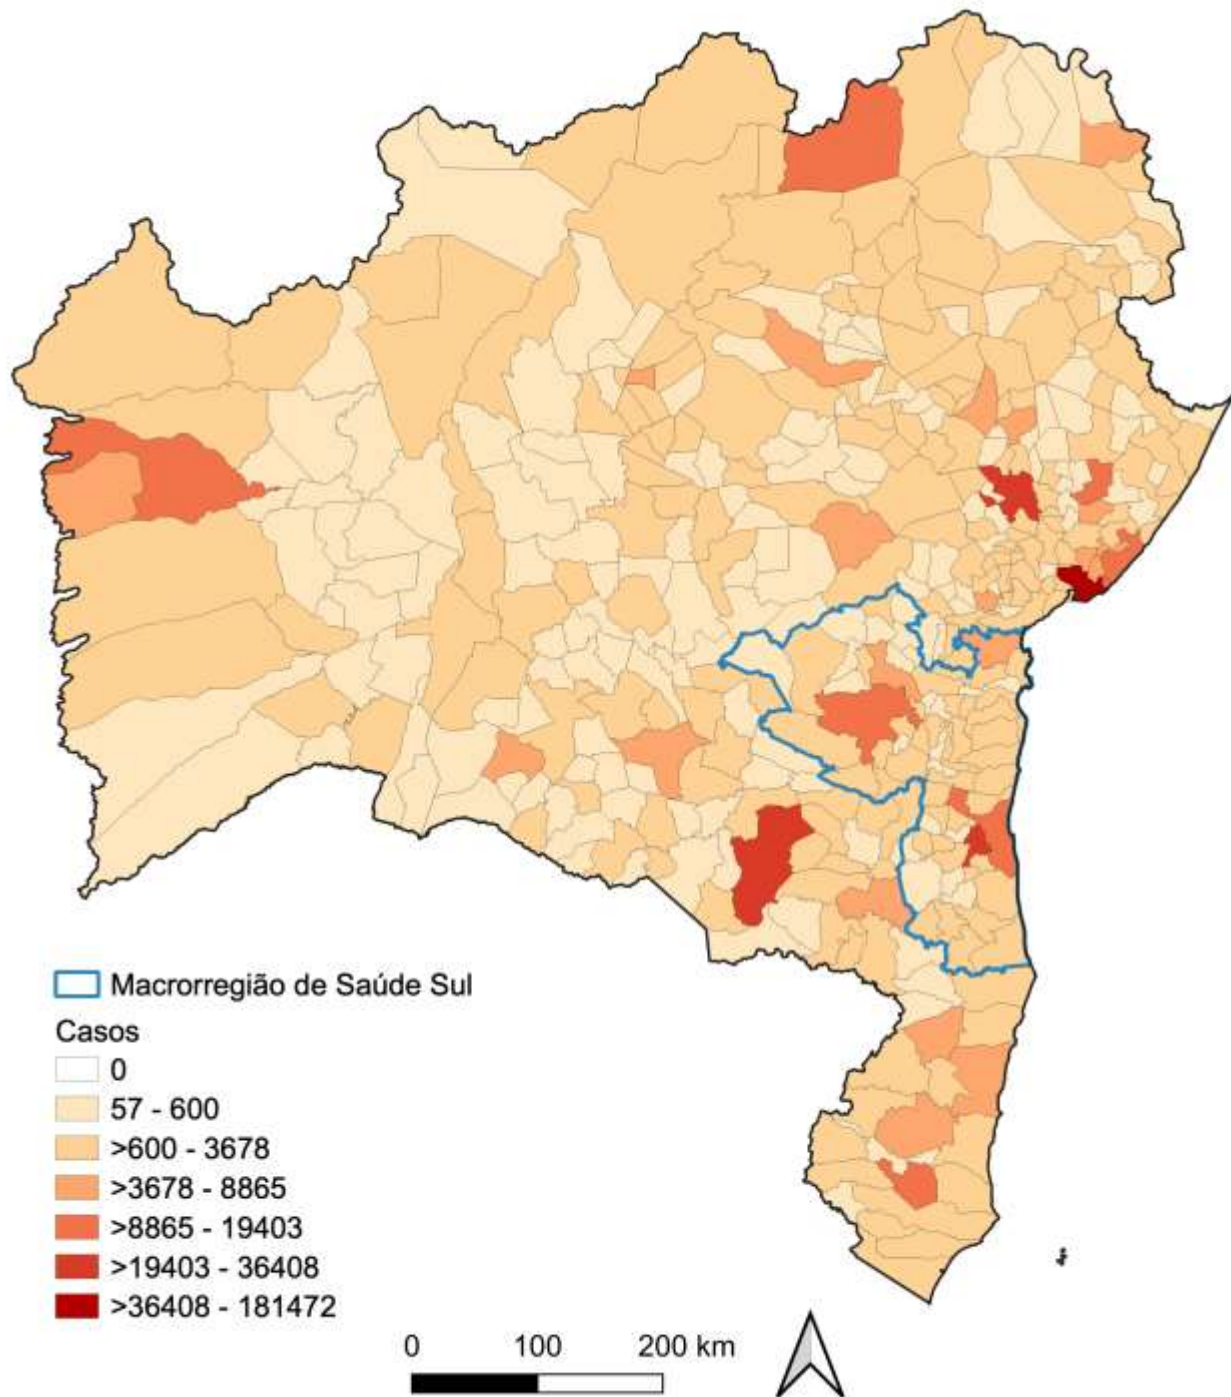 Macrorregião de Saúde Sul
Casos
0
57 - 600
>600 - 3678
>3678 - 8865
>8865 - 19403
>19403 - 36408
>36408 - 181472
0 100 200 km